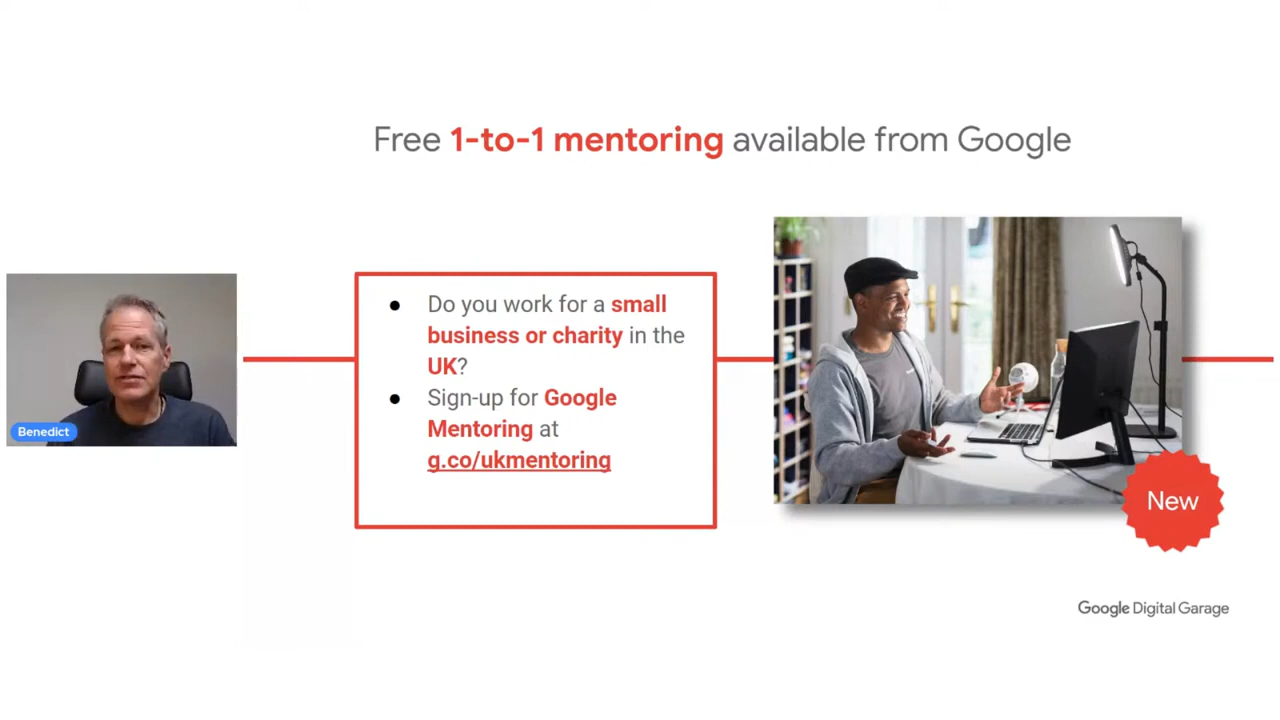 Free 1-to-1 mentoring available from Google
Benedict
● Do you work for a small
business or charity in the
UK?
● Sign-up for Google
Mentoring at
g.co/ukmentoring
New
Google Digital Garage